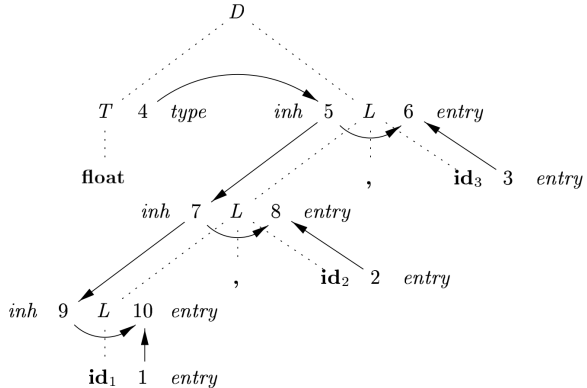 D
T 4 type inh 5 L 6 entry
float , id₃ 3 entry
inh 7 L 8 entry
, id₂ 2 entry
inh 9 L 10 entry
id₁ 1 entry